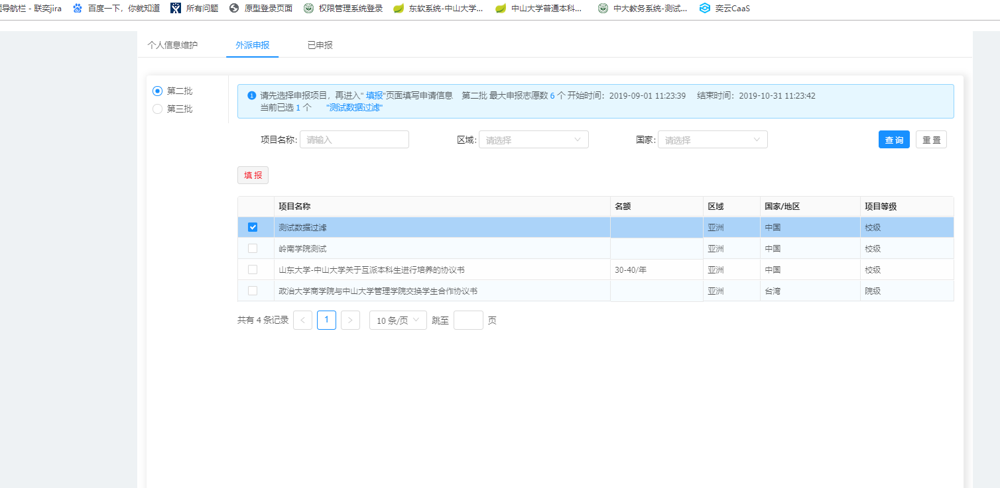 导航栏 - 联奕jira 百度一下，你就知道 所有问题 原型登录页面 权限管理系统登录 东软系统-中山大学... 中山大学普通本科... 中大教务系统-测试... 奕云CaaS
个人信息维护 外派申报 已申报
第二批
第三批
请先选择申报项目，再进入" 填报"页面填写申请信息 第二批 最大申报志愿数 6 个 开始时间：2019-09-01 11:23:39 结束时间：2019-10-31 11:23:42
当前已选 1 个 "测试数据过滤"
项目名称: 请输入 区域: 请选择 国家: 请选择 查 询 重 置
填 报
项目名称 名额 区域 国家/地区 项目等级
测试数据过滤 亚洲 中国 校级
岭南学院测试 亚洲 中国 校级
山东大学-中山大学关于互派本科生进行培养的协议书 30-40/年 亚洲 中国 校级
政治大学商学院与中山大学管理学院交换学生合作协议书 亚洲 台湾 院级
共有 4 条记录 < 1 > 10 条/页 跳至 页